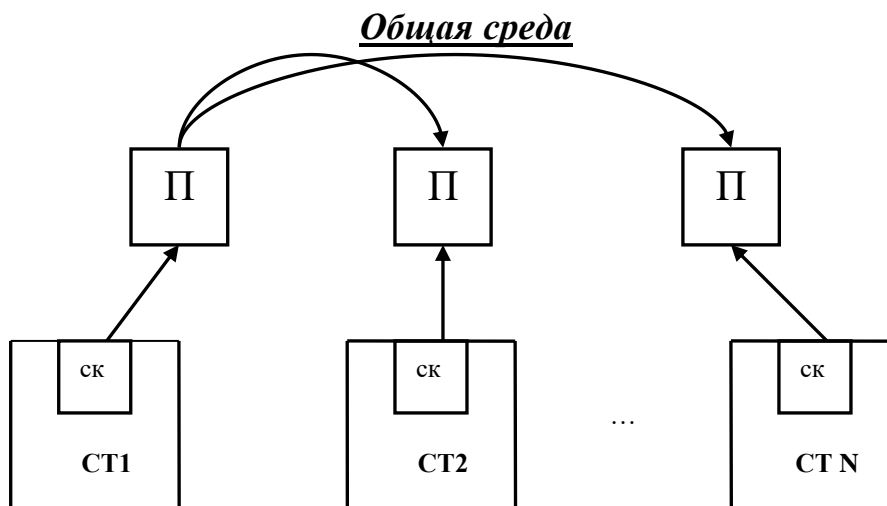 Общая среда
П П П
ск ск ск
…
СТ1 СТ2 СТ N